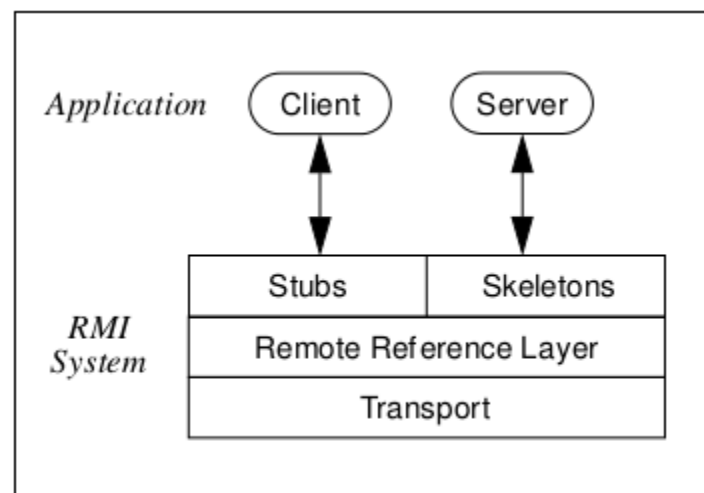 Application
Client
Server
Stubs
Skeletons
RMI
System
Remote Reference Layer
Transport